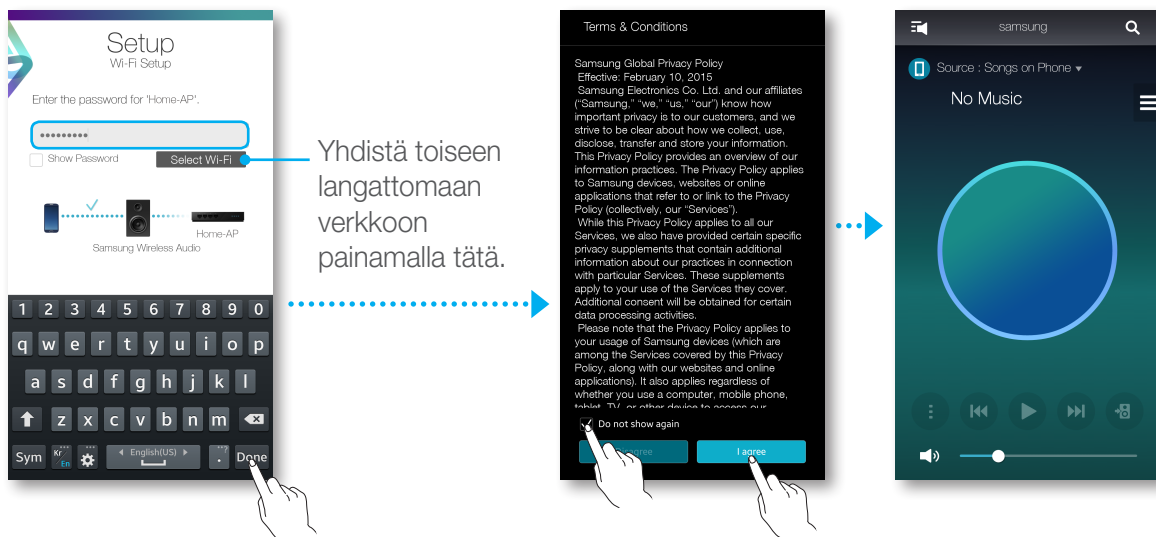 Setup
Wi-Fi Setup
Enter the password for 'Home-AP'.
•••••••••
Show Password
Select Wi-Fi
Home-AP
Samsung Wireless Audio
1 2 3 4 5 6 7 8 9 0
q w e r t y u i o p
a s d f g h j k l
z x c v b n m
Sym Kr/En English(US) .?' Done
Yhdistä toiseen
langattomaan
verkkoon
painamalla tätä.
Terms & Conditions
Samsung Global Privacy Policy
Effective: February 10, 2015
Samsung Electronics Co. Ltd. and our affiliates
("Samsung," "we," "us," "our") know how
important privacy is to our customers, and we
strive to be clear about how we collect, use,
disclose, transfer and store your information.
This Privacy Policy provides an overview of our
information practices. The Privacy Policy applies
to Samsung devices, websites or online
applications that refer to or link to the Privacy
Policy (collectively, our "Services").
While this Privacy Policy applies to all our
Services, we also have provided certain specific
privacy supplements that contain additional
information about our practices in connection
with particular Services. These supplements
apply to your use of the Services they cover.
Additional consent will be obtained for certain
data processing activities.
Please note that the Privacy Policy applies to
your usage of Samsung devices (which are
among the Services covered by this Privacy
Policy, along with our websites and online
applications). It also applies regardless of
whether you use a computer, mobile phone,
tablet, TV, or other device to access our
Do not show again
I agree
samsung
Source : Songs on Phone
No Music